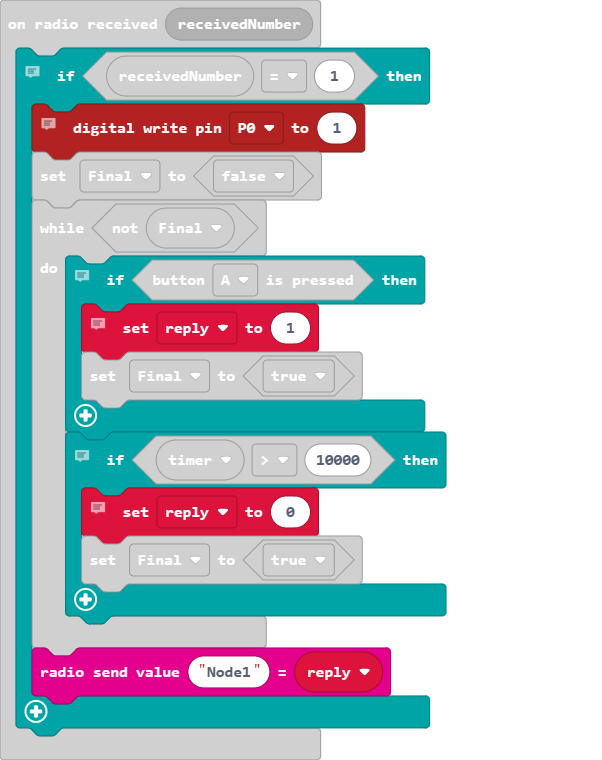 on radio received receivedNumber
if receivedNumber = 1 then
digital write pin P0 to 1
set Final to false
while not Final
do
if button A is pressed then
set reply to 1
set Final to true
if timer > 10000 then
set reply to 0
set Final to true
radio send value "Node1" = reply